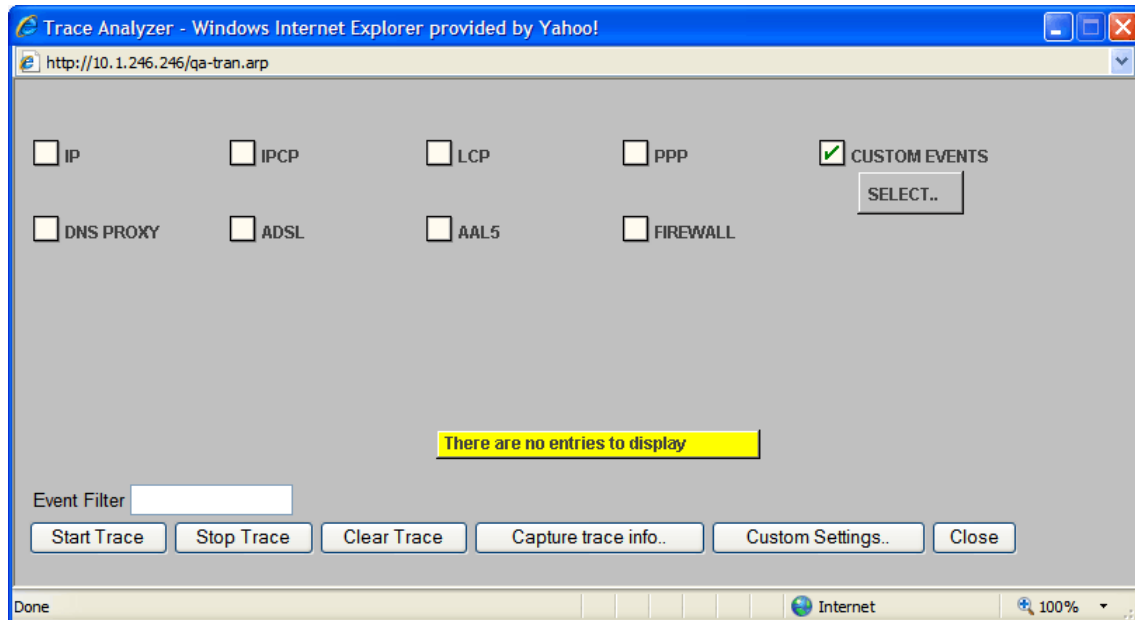 Trace Analyzer - Windows Internet Explorer provided by Yahoo!
http://10.1.246.246/qa-tran.arp
IP IPCP LCP PPP CUSTOM EVENTS
SELECT..
DNS PROXY ADSL AAL5 FIREWALL
There are no entries to display
Event Filter
Start Trace Stop Trace Clear Trace Capture trace info.. Custom Settings.. Close
Done Internet 100%